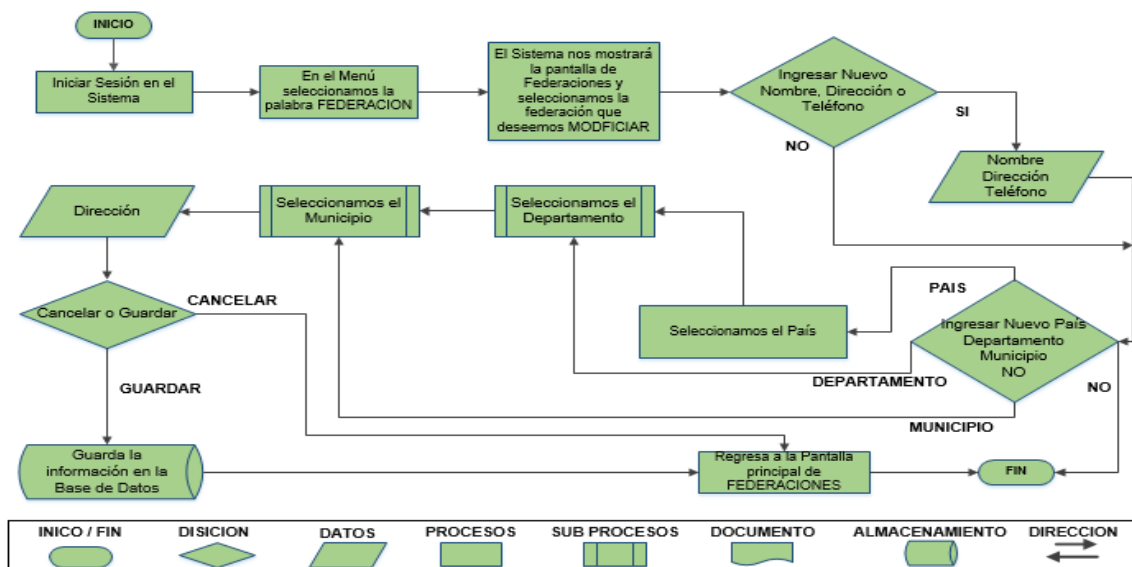 INICIO
Iniciar Sesión en el
Sistema
En el Menú
seleccionamos la
palabra FEDERACION
El Sistema nos mostrará
la pantalla de
Federaciones y
seleccionamos la
federación que
deseemos MODFICIAR
Ingresar Nuevo
Nombre, Dirección o
Teléfono
SI
NO
Nombre
Dirección
Teléfono
Dirección
Seleccionamos el
Municipio
Seleccionamos el
Departamento
Cancelar o Guardar
CANCELAR
GUARDAR
Seleccionamos el País
PAIS
Ingresar Nuevo País
Departamento
Municipio
NO
DEPARTAMENTO
NO
MUNICIPIO
Guarda la
información en la
Base de Datos
Regresa a la Pantalla
principal de
FEDERACIONES
FIN
INICO / FIN
DISICION
DATOS
PROCESOS
SUB PROCESOS
DOCUMENTO
ALMACENAMIENTO
DIRECCION